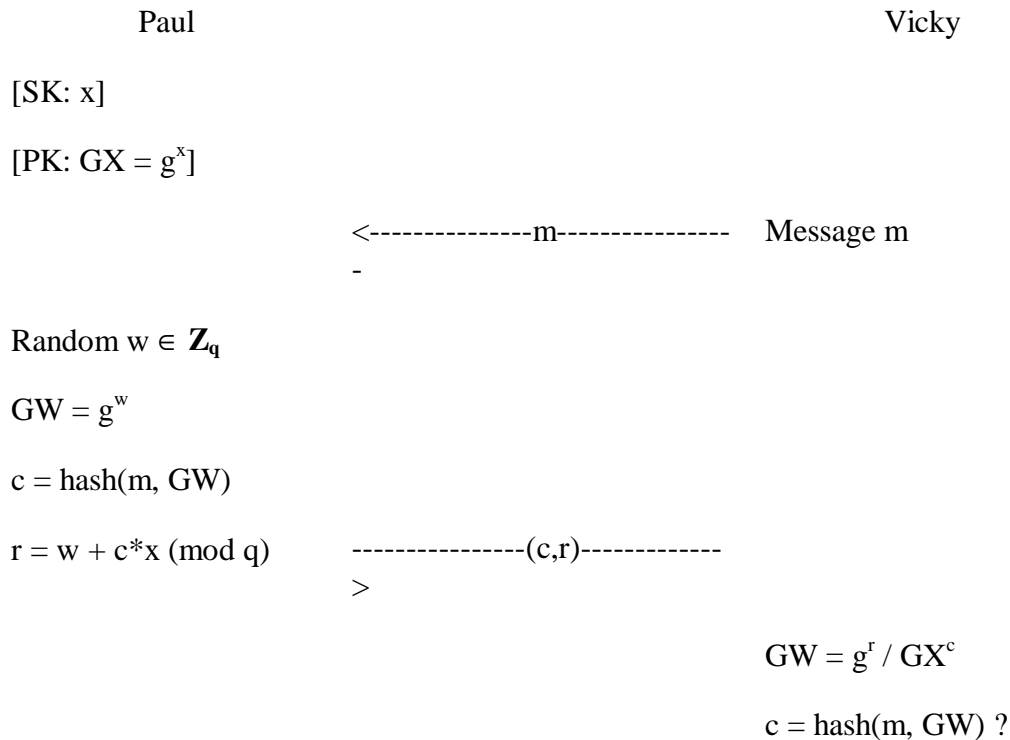 Paul Vicky
[SK: x]
[PK: GX = g^x]
<---------------m---------------- Message m
-
Random w ∈ Z_q
GW = g^w
c = hash(m, GW)
r = w + c*x (mod q) ----------------(c,r)-------------
>
GW = g^r / GX^c
c = hash(m, GW) ?